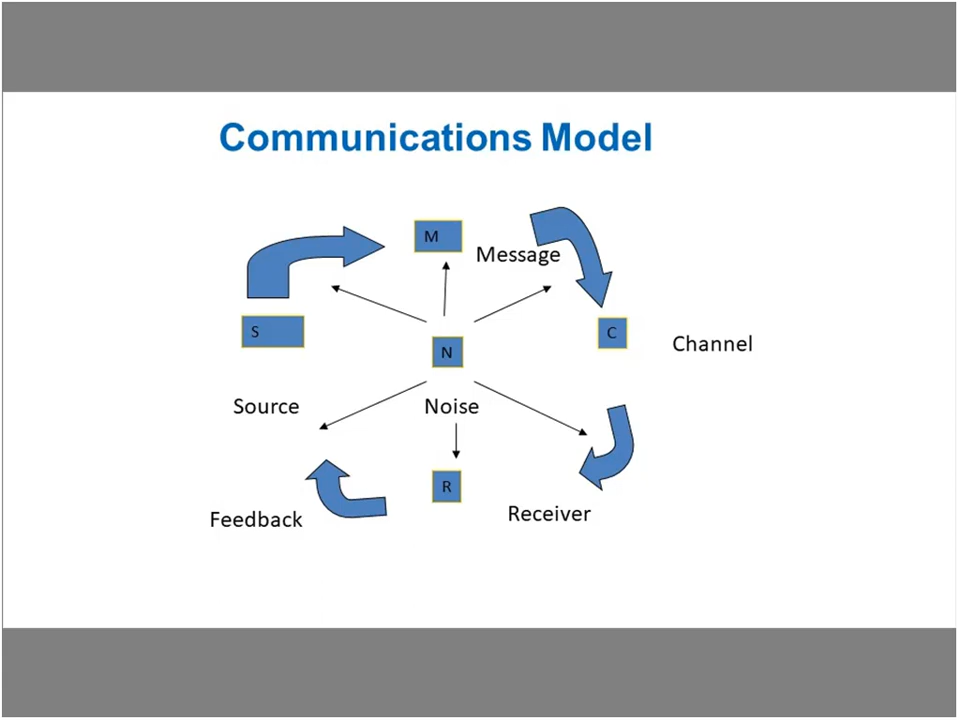 Communications Model
M
Message
S
C
Channel
N
Source
Noise
R
Receiver
Feedback